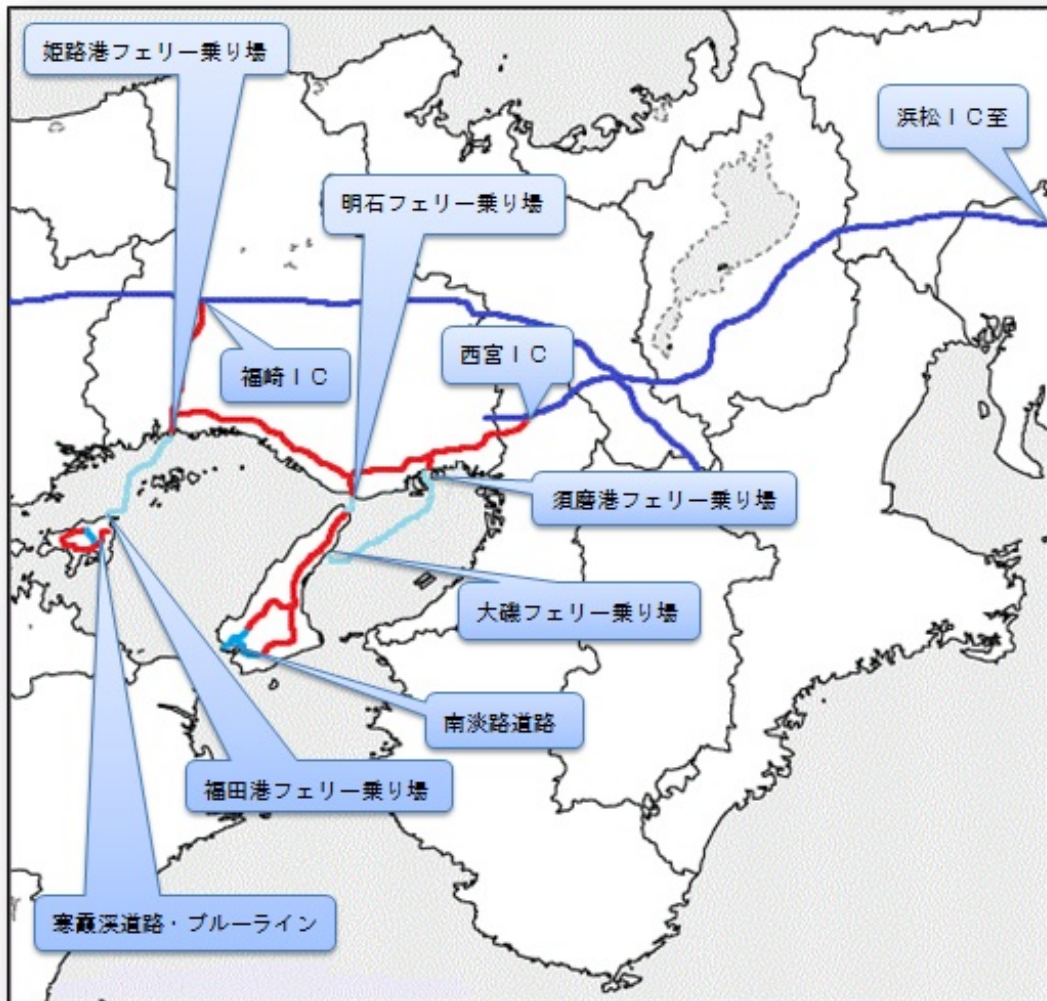 姫路港フェリー乗り場
浜松ＩＣ至
明石フェリー乗り場
福崎ＩＣ
西宮ＩＣ
須磨港フェリー乗り場
大磯フェリー乗り場
南淡路道路
福田港フェリー乗り場
寒霞渓道路・ブルーライン